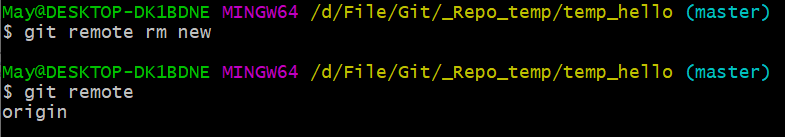 May@DESKTOP-DK1BDNE MINGW64 /d/File/Git/_Repo_temp/temp_hello (master)
$ git remote rm new
May@DESKTOP-DK1BDNE MINGW64 /d/File/Git/_Repo_temp/temp_hello (master)
$ git remote
origin